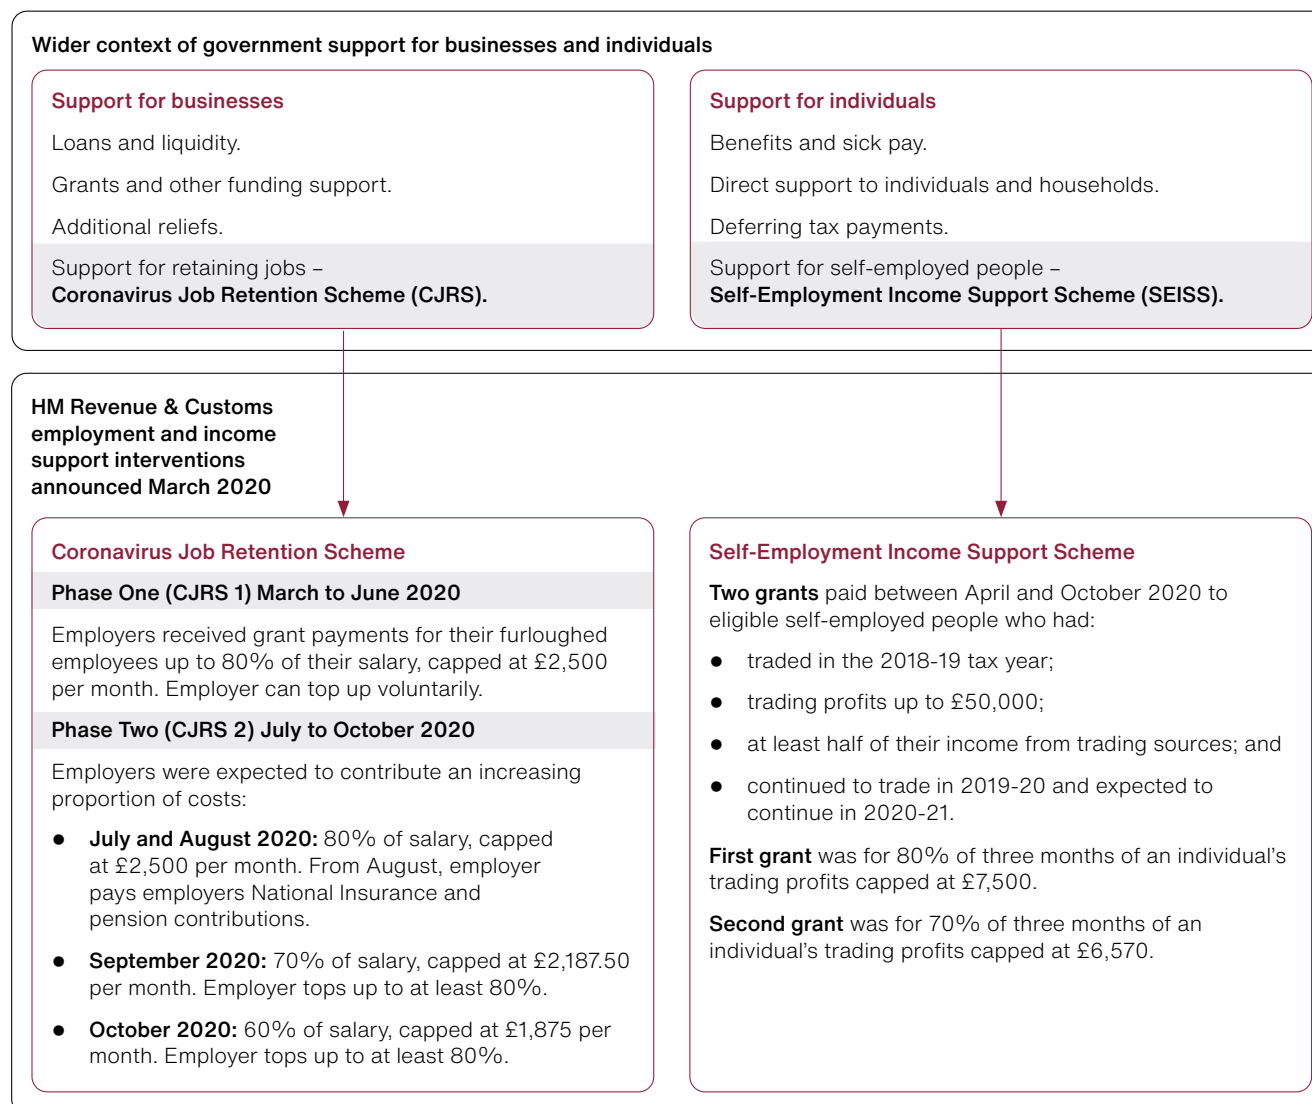 Wider context of government support for businesses and individuals
Support for businesses
Loans and liquidity.
Grants and other funding support.
Additional reliefs.
Support for retaining jobs –
Coronavirus Job Retention Scheme (CJRS).
Support for individuals
Benefits and sick pay.
Direct support to individuals and households.
Deferring tax payments.
Support for self-employed people –
Self-Employment Income Support Scheme (SEISS).
HM Revenue & Customs
employment and income
support interventions
announced March 2020
Coronavirus Job Retention Scheme
Phase One (CJRS 1) March to June 2020
Employers received grant payments for their furloughed
employees up to 80% of their salary, capped at £2,500
per month. Employer can top up voluntarily.
Phase Two (CJRS 2) July to October 2020
Employers were expected to contribute an increasing
proportion of costs:
● July and August 2020: 80% of salary, capped
at £2,500 per month. From August, employer
pays employers National Insurance and
pension contributions.
● September 2020: 70% of salary, capped at £2,187.50
per month. Employer tops up to at least 80%.
● October 2020: 60% of salary, capped at £1,875 per
month. Employer tops up to at least 80%.
Self-Employment Income Support Scheme
Two grants paid between April and October 2020 to
eligible self-employed people who had:
● traded in the 2018-19 tax year;
● trading profits up to £50,000;
● at least half of their income from trading sources; and
● continued to trade in 2019-20 and expected to
continue in 2020-21.
First grant was for 80% of three months of an individual's
trading profits capped at £7,500.
Second grant was for 70% of three months of an
individual's trading profits capped at £6,570.